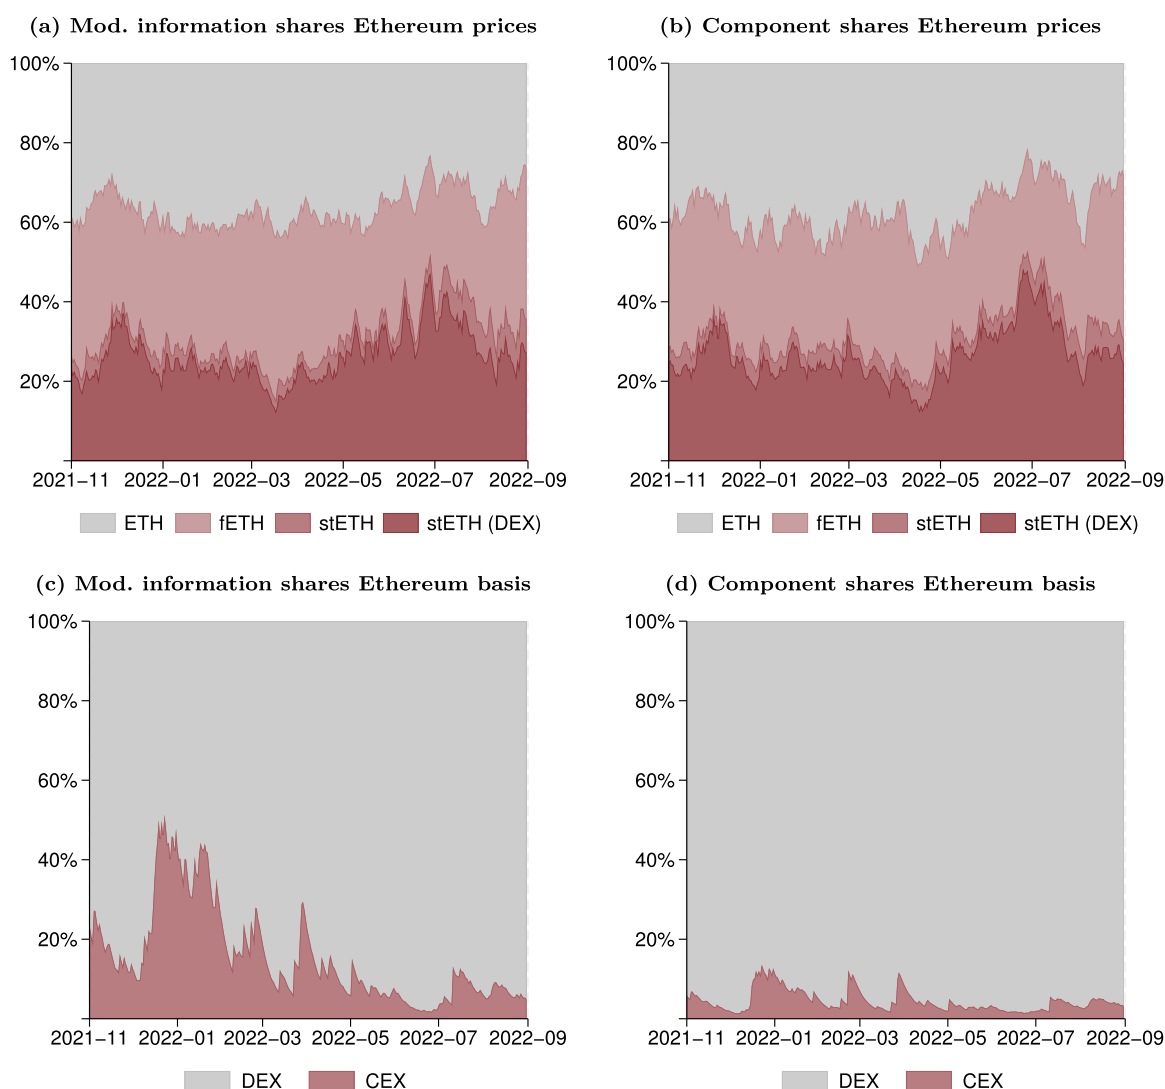 (a) Mod. information shares Ethereum prices
100%
80%
60%
40%
20%
2021−11 2022−01 2022−03 2022−05 2022−07 2022−09
ETH fETH stETH stETH (DEX)
(b) Component shares Ethereum prices
100%
80%
60%
40%
20%
2021−11 2022−01 2022−03 2022−05 2022−07 2022−09
ETH fETH stETH stETH (DEX)
(c) Mod. information shares Ethereum basis
100%
80%
60%
40%
20%
2021−11 2022−01 2022−03 2022−05 2022−07 2022−09
DEX CEX
(d) Component shares Ethereum basis
100%
80%
60%
40%
20%
2021−11 2022−01 2022−03 2022−05 2022−07 2022−09
DEX CEX